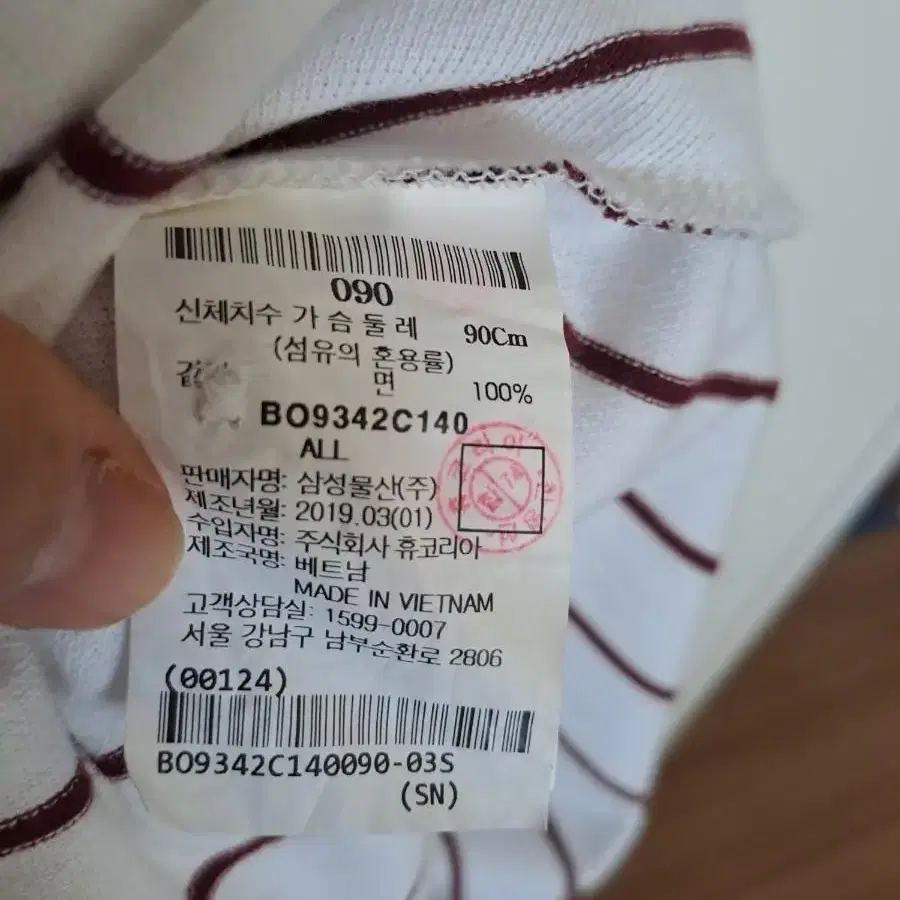 090
신체치수 가 슴 둘 레 90Cm
(섬유의 혼용률)
면 100%
BO9342C140
ALL
판매자명: 삼성물산(주)
제조년월: 2019.03(01)
수입자명: 주식회사 휴코리아
제조국명: 베트남
MADE IN VIETNAM
고객상담실: 1599-0007
서울 강남구 남부순환로 2806
(00124)
BO9342C140090-03S
(SN)